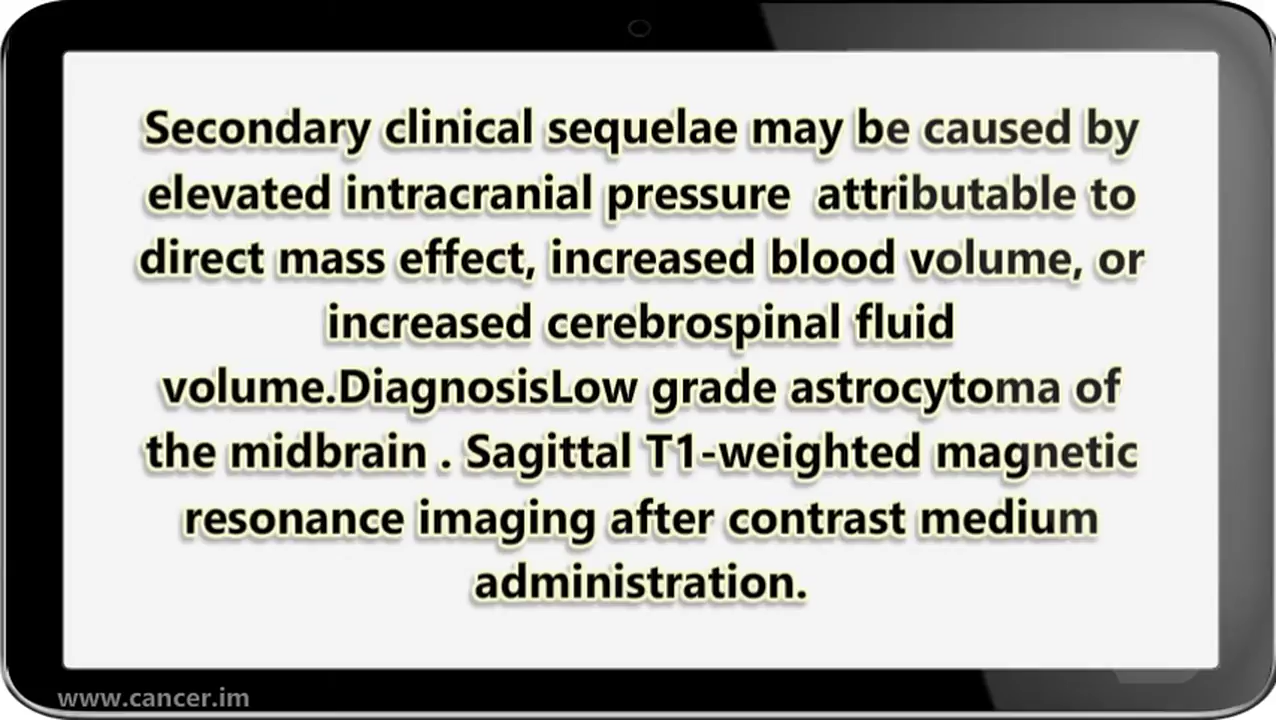 Secondary clinical sequelae may be caused by
elevated intracranial pressure  attributable to
direct mass effect, increased blood volume, or
increased cerebrospinal fluid
volume.DiagnosisLow grade astrocytoma of
the midbrain . Sagittal T1-weighted magnetic
resonance imaging after contrast medium
administration.
www.cancer.im